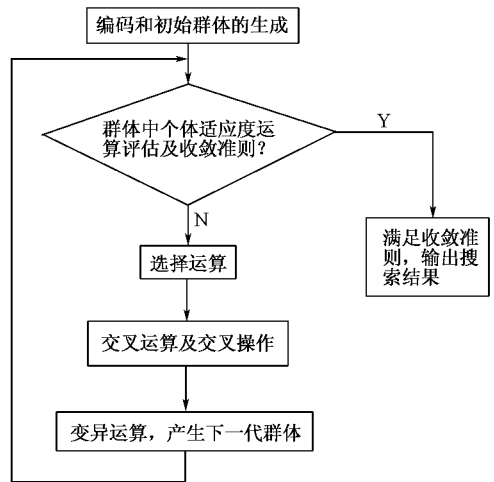 编码和初始群体的生成
群体中个体适应度运
算评估及收敛准则?
Y
N
选择运算
满足收敛准
则,输出搜
索结果
交叉运算及交叉操作
变异运算,产生下一代群体